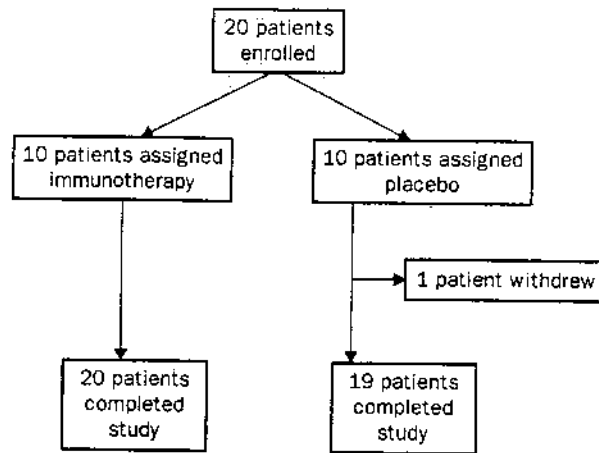 20 patients
enrolled
10 patients assigned
immunotherapy
10 patients assigned
placebo
1 patient withdrew
20 patients
completed
study
19 patients
completed
study